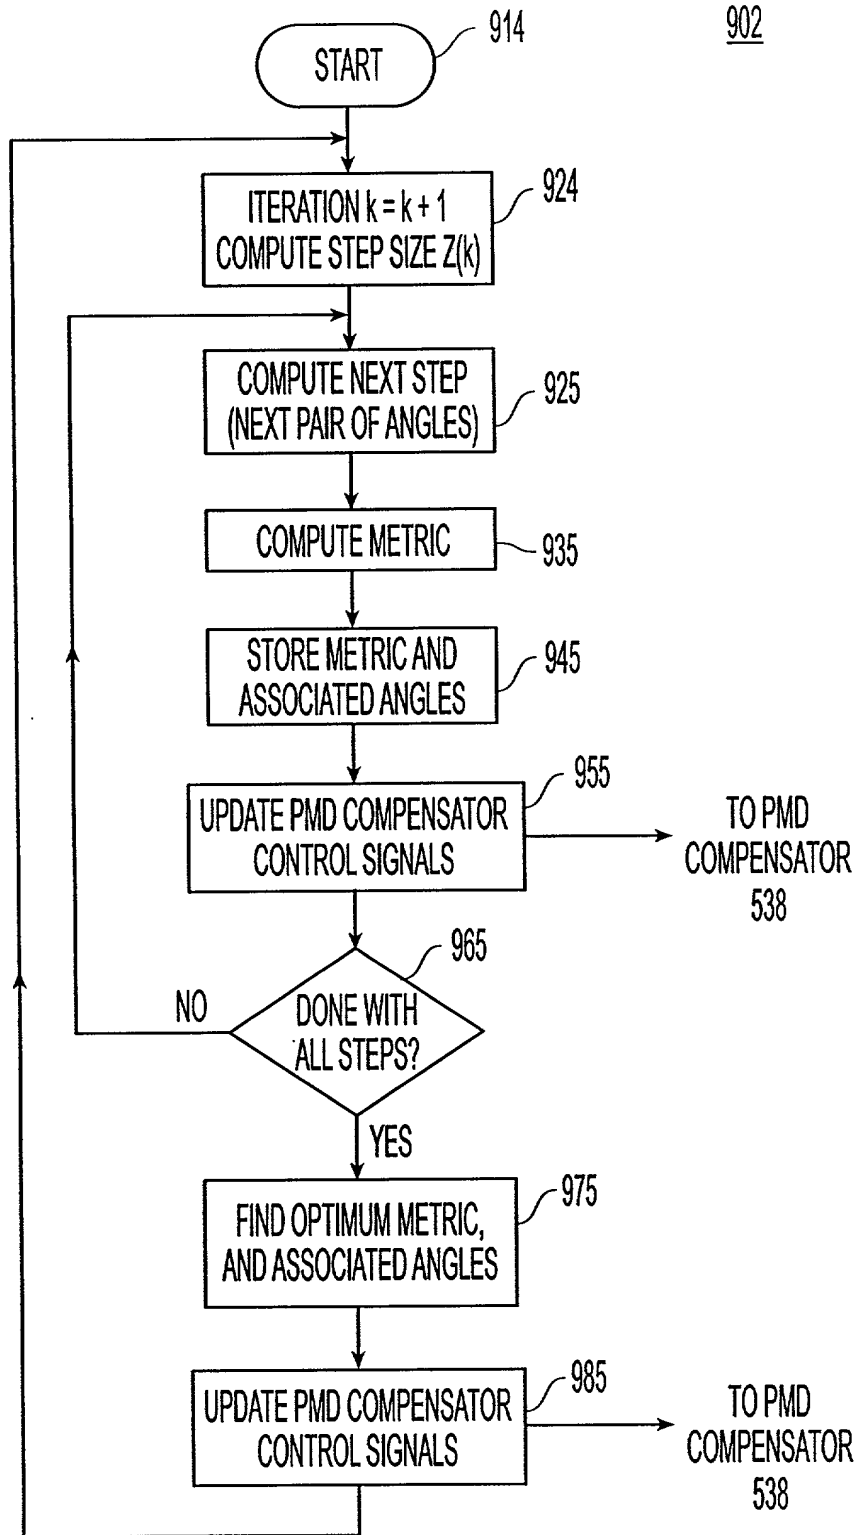 902
914
START
924
ITERATION k = k + 1
COMPUTE STEP SIZE Z(k)
925
COMPUTE NEXT STEP
(NEXT PAIR OF ANGLES)
COMPUTE METRIC
935
STORE METRIC AND
ASSOCIATED ANGLES
945
955
UPDATE PMD COMPENSATOR
CONTROL SIGNALS
TO PMD
COMPENSATOR
538
965
NO
DONE WITH
ALL STEPS?
YES
975
FIND OPTIMUM METRIC,
AND ASSOCIATED ANGLES
985
UPDATE PMD COMPENSATOR
CONTROL SIGNALS
TO PMD
COMPENSATOR
538